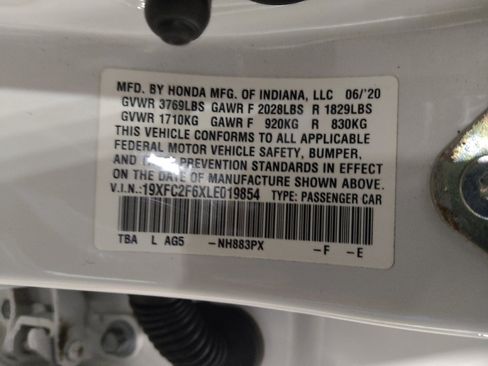 MFD. BY HONDA MFG. OF INDIANA, LLC 06/'20
GVWR 3769LBS GAWR F 2028LBS R 1829LBS
GVWR 1710KG GAWR F 920KG R 830KG
THIS VEHICLE CONFORMS TO ALL APPLICABLE
FEDERAL MOTOR VEHICLE SAFETY, BUMPER,
AND THEFT PREVENTION STANDARDS IN EFFECT
ON THE DATE OF MANUFACTURE SHOWN ABOVE.
V.I.N.:19XFC2F6XLE019854 TYPE: PASSENGER CAR
TBA L AG5 -NH883PX -F -E